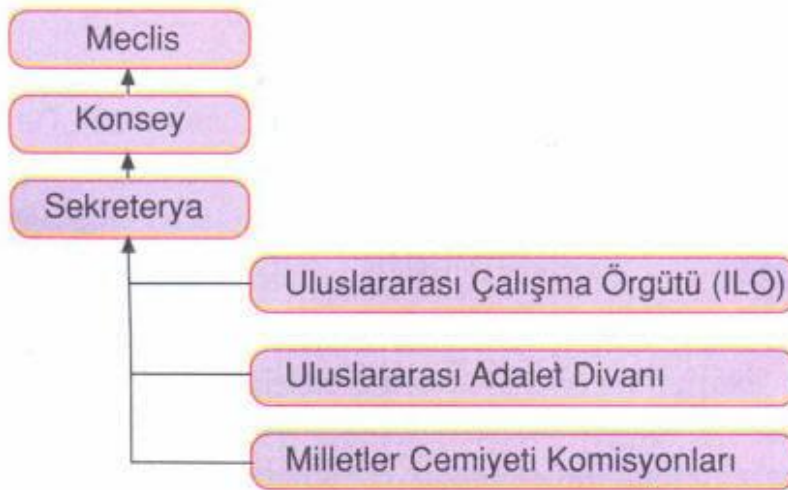 Meclis
Konsey
Sekreterya
Uluslararası Çalışma Örgütü (ILO)
Uluslararası Adalet Divanı
Milletler Cemiyeti Komisyonları